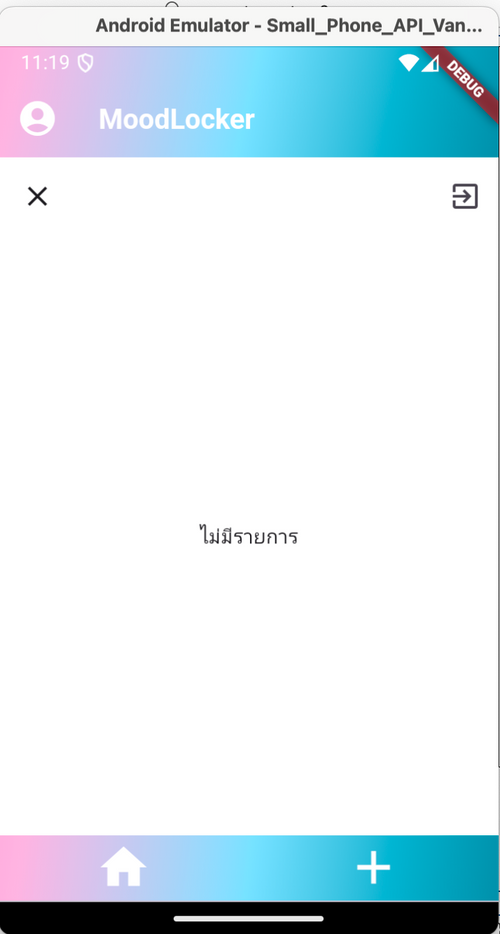 Android Emulator - Small_Phone_API_Van...
11:19
DEBUG
MoodLocker
ไม่มีรายการ